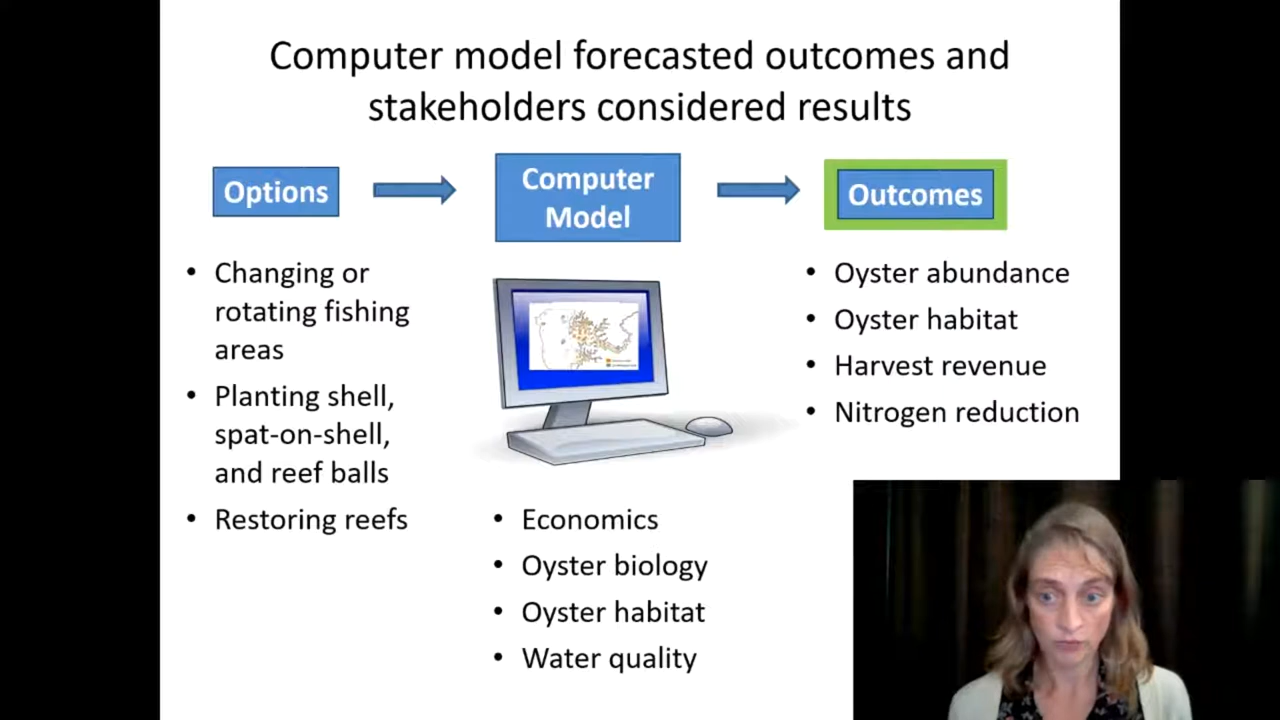 Computer model forecasted outcomes and
stakeholders considered results
Options
Computer
Model
Outcomes
• Changing or
rotating fishing
areas
• Planting shell,
spat-on-shell,
and reef balls
• Restoring reefs
• Economics
• Oyster biology
• Oyster habitat
• Water quality
• Oyster abundance
• Oyster habitat
• Harvest revenue
• Nitrogen reduction